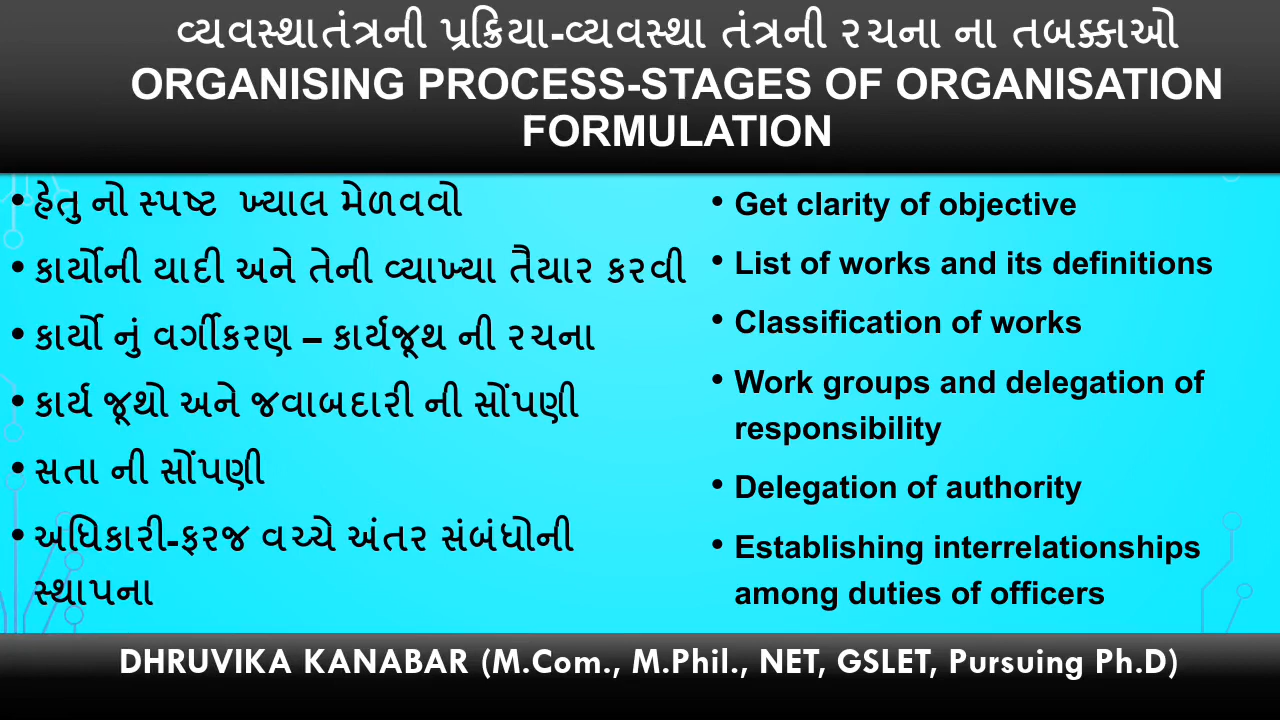 વ્યવસ્થાતંત્રની પ્રક્રિયા-વ્યવસ્થા તંત્રની રચના ના તબક્કાઓ
ORGANISING PROCESS-STAGES OF ORGANISATION
FORMULATION
• હેતુ નો સ્પષ્ટ ખ્યાલ મેળવવો
• કાર્યોની યાદી અને તેની વ્યાખ્યા તૈયાર કરવી
• કાર્યો નું વર્ગીકરણ – કાર્યજૂથ ની રચના
• કાર્ય જૂથો અને જવાબદારી ની સોંપણી
• સતા ની સોંપણી
• અધિકારી-ફરજ વચ્ચે અંતર સંબંધોની
સ્થાપના
• Get clarity of objective
• List of works and its definitions
• Classification of works
• Work groups and delegation of
responsibility
• Delegation of authority
• Establishing interrelationships
among duties of officers
DHRUVIKA KANABAR (M.Com., M.Phil., NET, GSLET, Pursuing Ph.D)